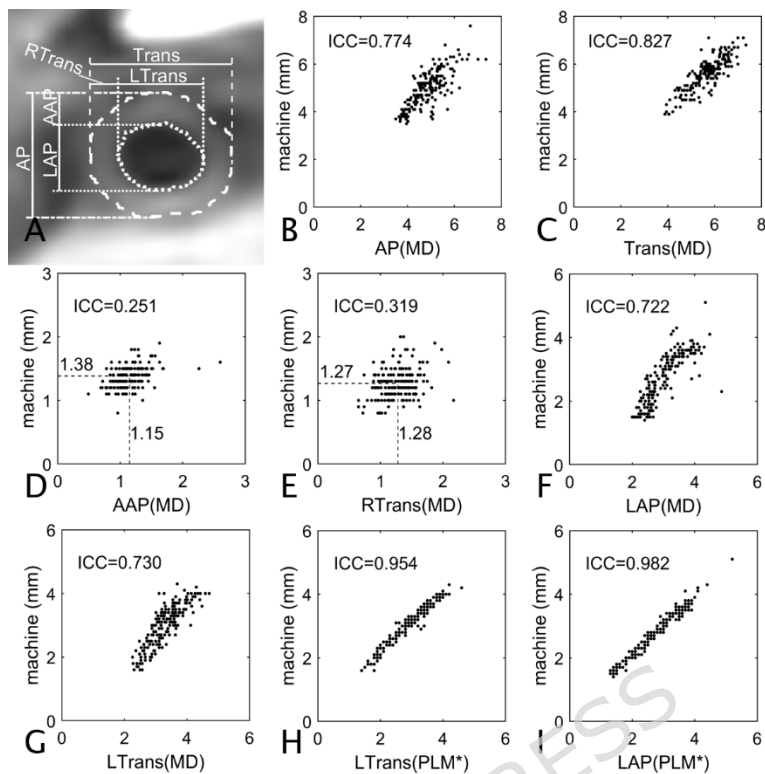 Trans
RTrans
LTrans
AAP
AP
LAP
A
ICC=0.774
machine (mm)
8
6
4
2
0
0 2 4 6 8
AP(MD)
B
ICC=0.827
machine (mm)
8
6
4
2
0
0 2 4 6 8
Trans(MD)
C
ICC=0.251
machine (mm)
3
2
1
0
1.38
1.15
0 1 2 3
AAP(MD)
D
ICC=0.319
machine (mm)
3
2
1
0
1.27
1.28
0 1 2 3
RTrans(MD)
E
ICC=0.722
machine (mm)
6
4
2
0
0 2 4 6
LAP(MD)
F
ICC=0.730
machine (mm)
6
4
2
0
0 2 4 6
LTrans(MD)
G
ICC=0.954
machine (mm)
6
4
2
0
0 2 4 6
LTrans(PLM*)
H
ICC=0.982
machine (mm)
6
4
2
0
0 2 4 6
LAP(PLM*)
I